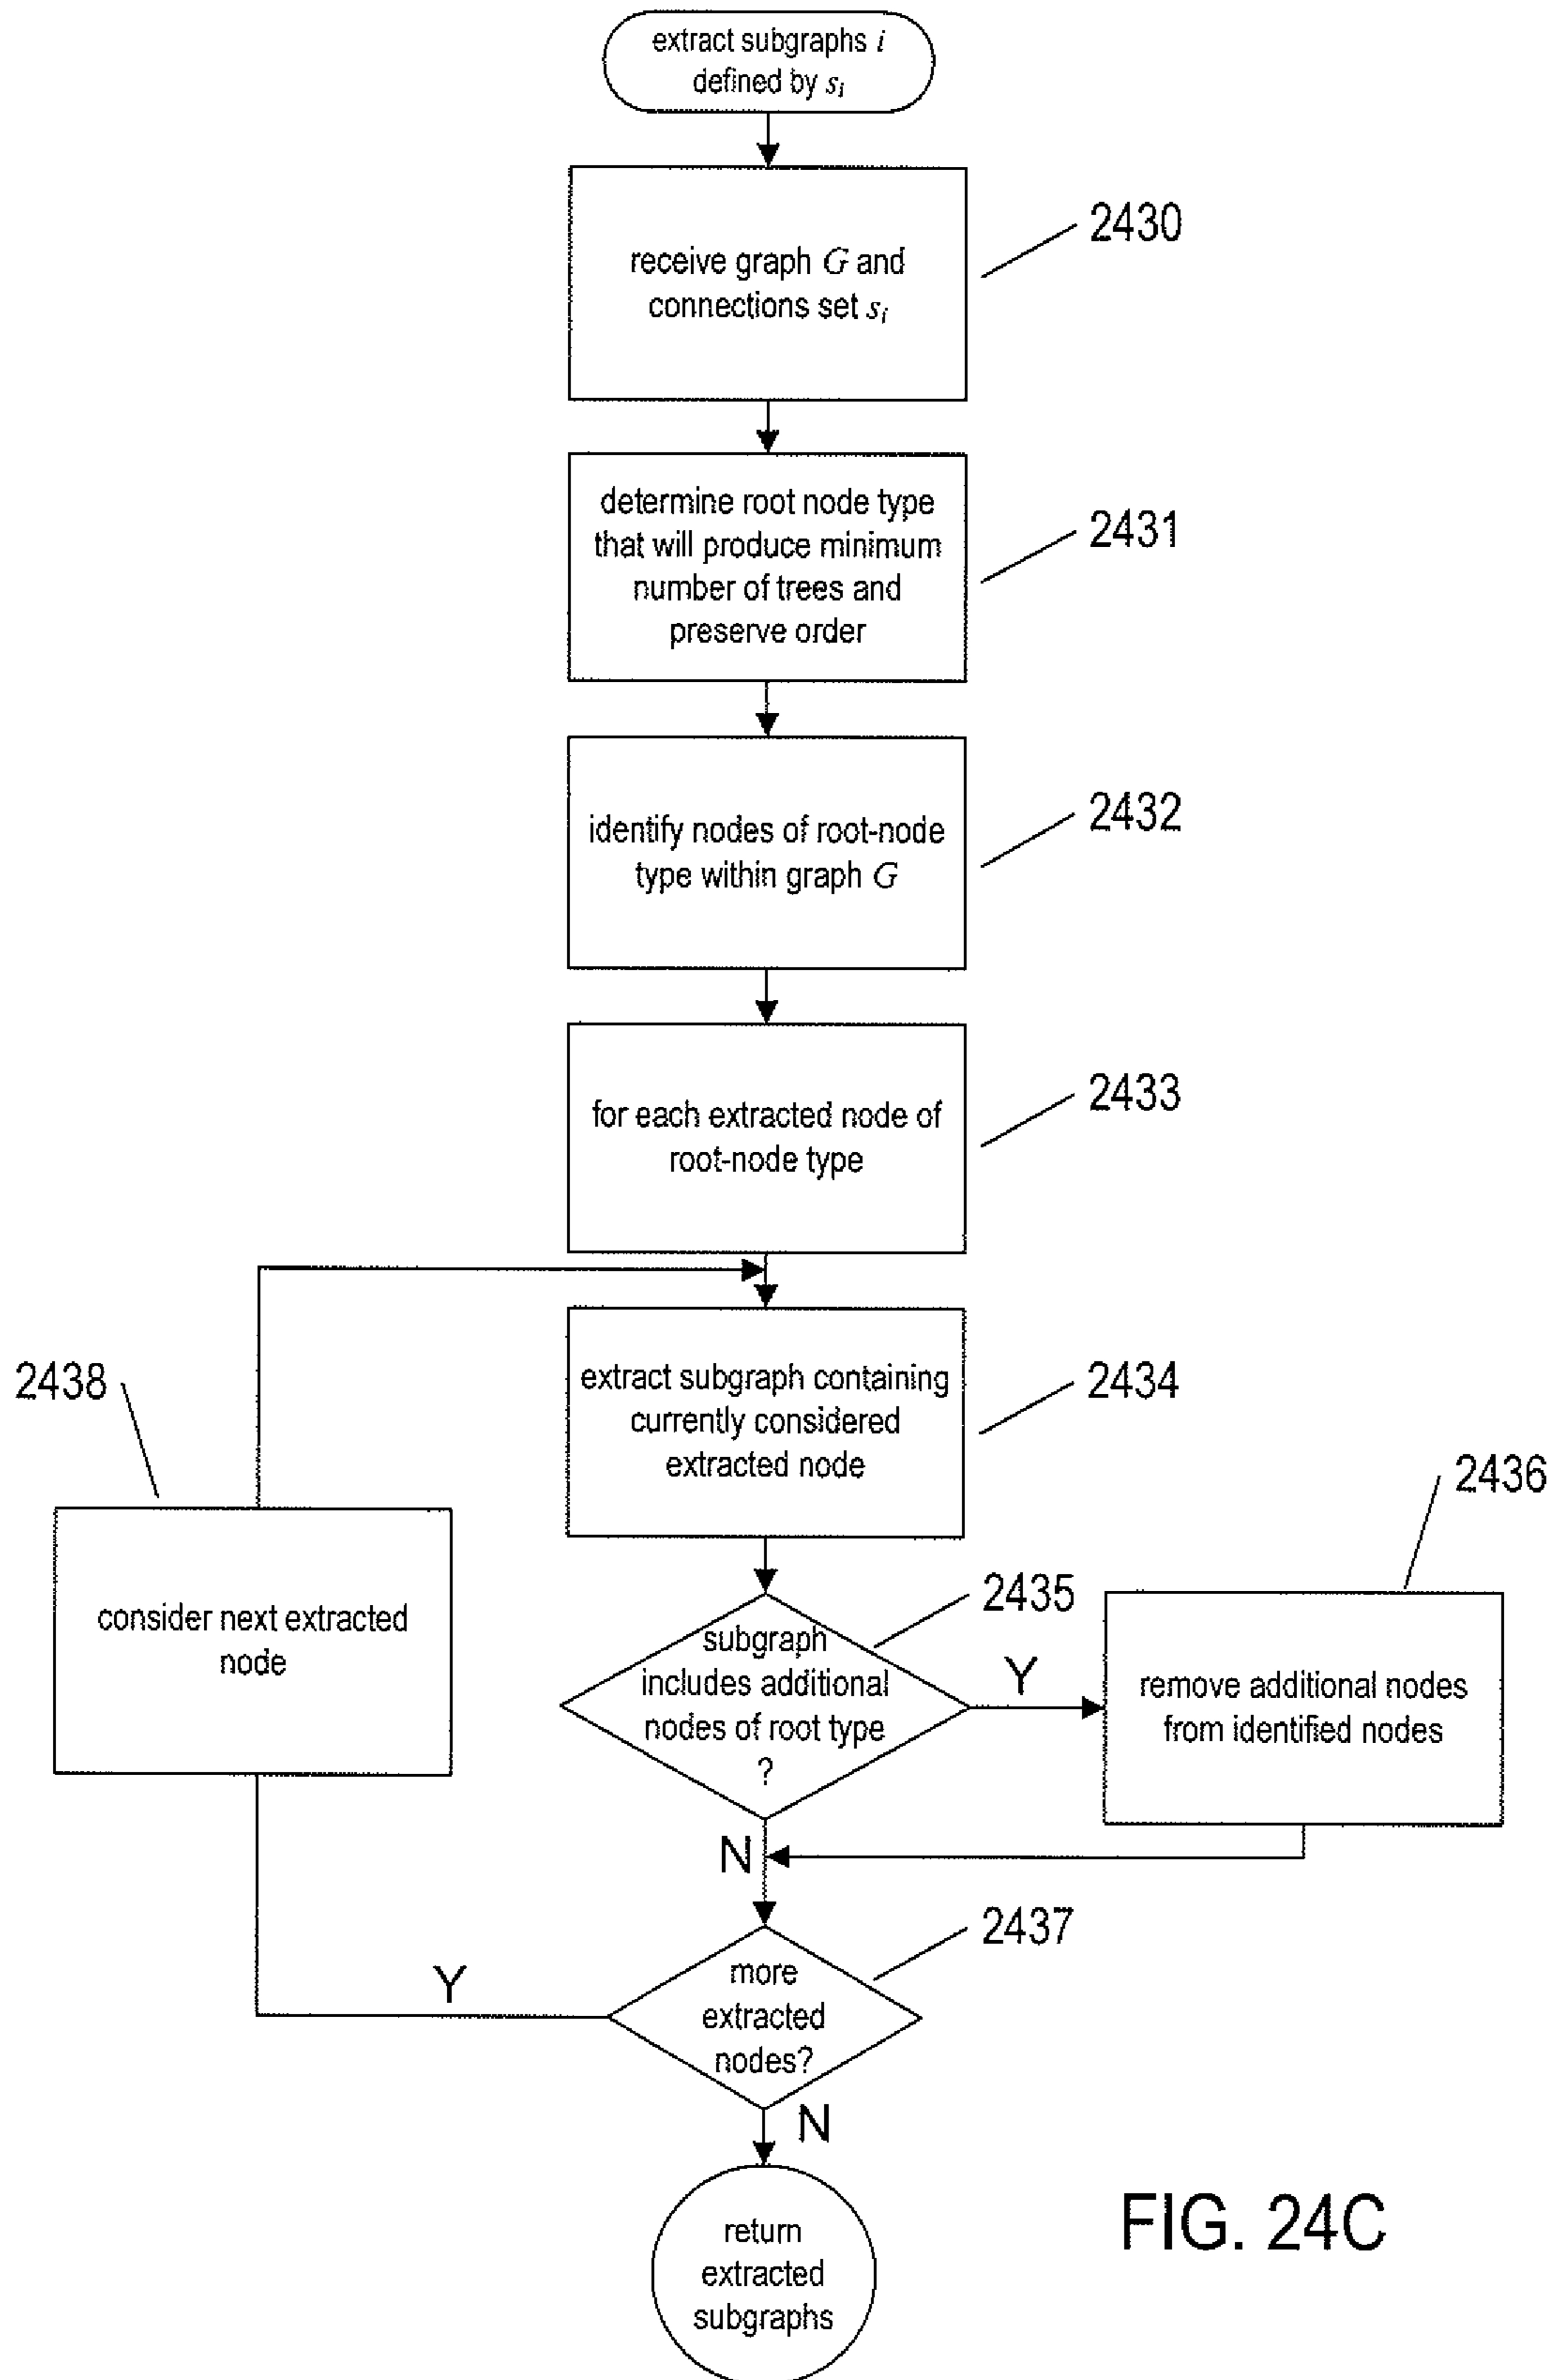 extract subgraphs i
defined by si
receive graph G and
connections set si
2430
determine root node type
that will produce minimum
number of trees and
preserve order
2431
identify nodes of root-node
type within graph G
2432
for each extracted node of
root-node type
2433
extract subgraph containing
currently considered
extracted node
2434
2438
consider next extracted
node
subgraph
includes additional
nodes of root type
?
2435
Y
2436
remove additional nodes
from identified nodes
N
more
extracted
nodes?
2437
Y
N
return
extracted
subgraphs
FIG. 24C